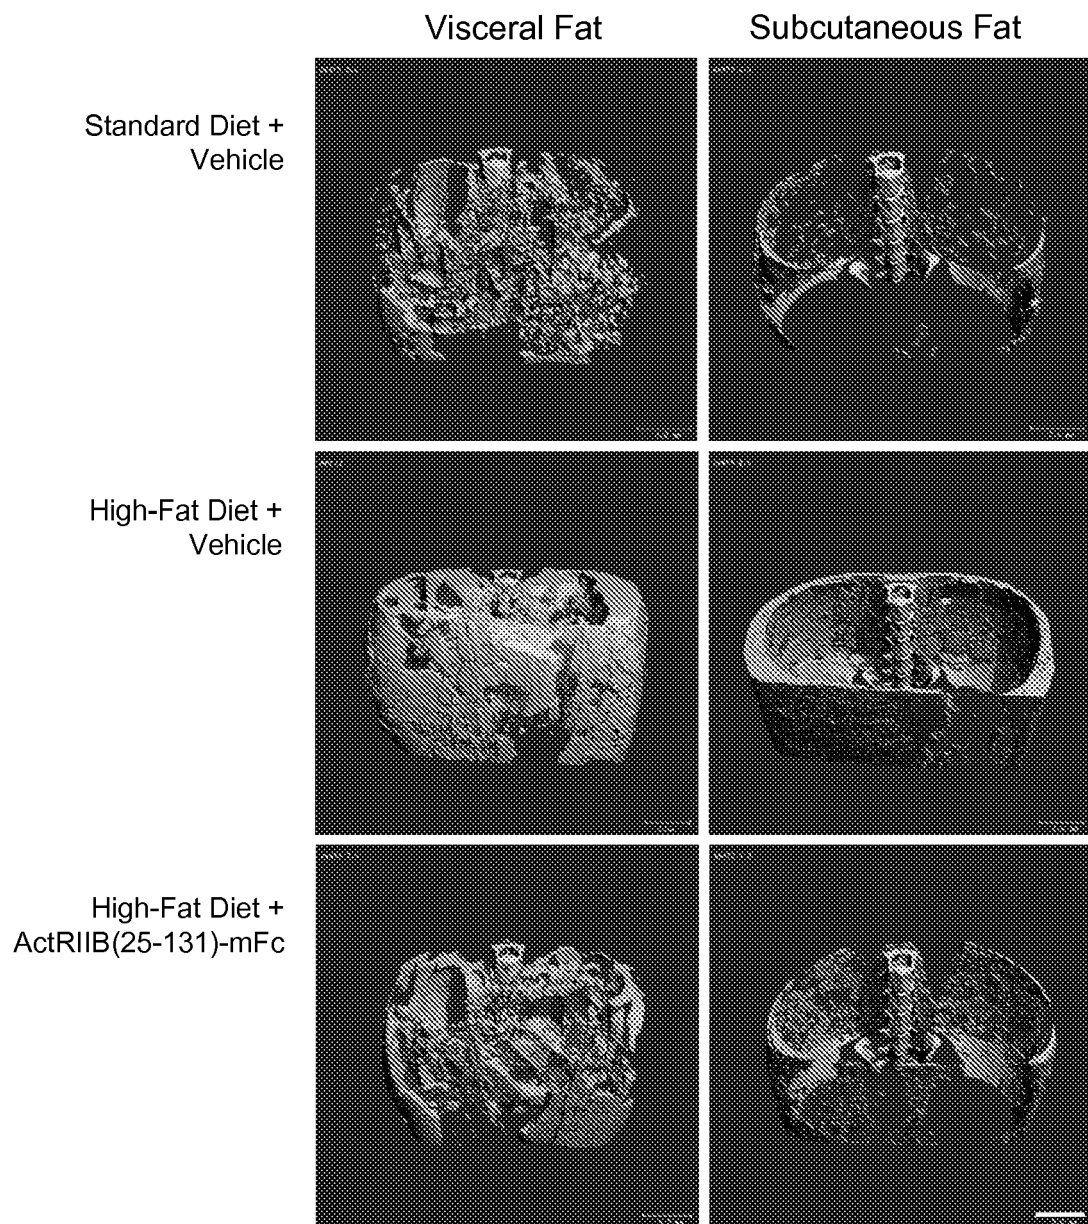 Visceral Fat
Subcutaneous Fat
Standard Diet +
Vehicle
High-Fat Diet +
Vehicle
High-Fat Diet +
ActRIIB(25-131)-mFc